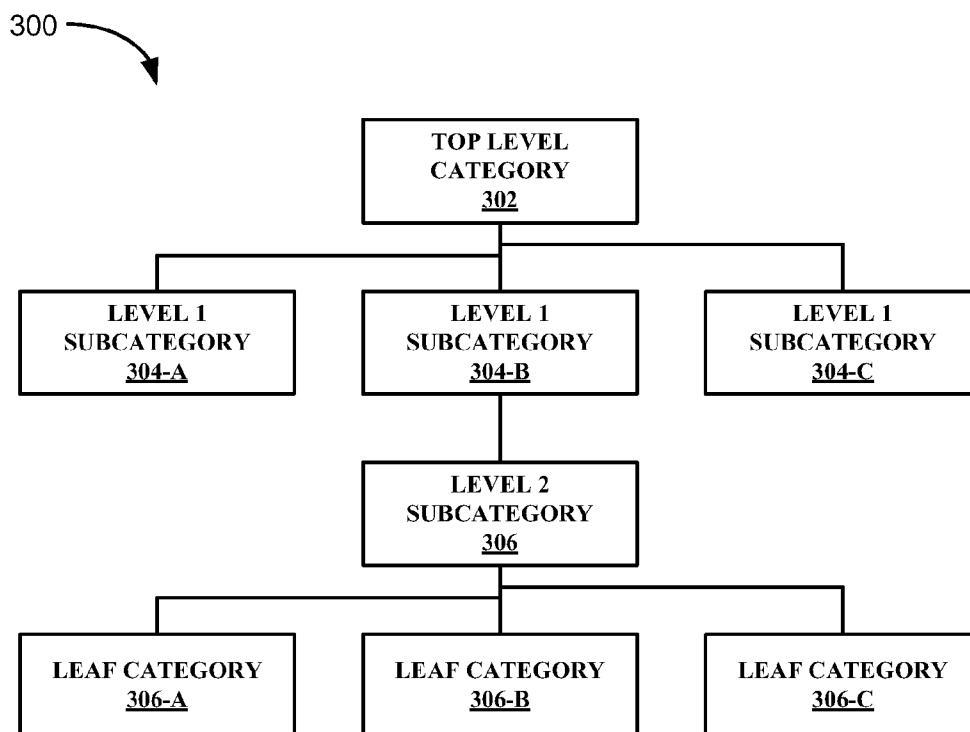 300
TOP LEVEL
CATEGORY
302
LEVEL 1
SUBCATEGORY
304-A
LEVEL 1
SUBCATEGORY
304-B
LEVEL 1
SUBCATEGORY
304-C
LEVEL 2
SUBCATEGORY
306
LEAF CATEGORY
306-A
LEAF CATEGORY
306-B
LEAF CATEGORY
306-C